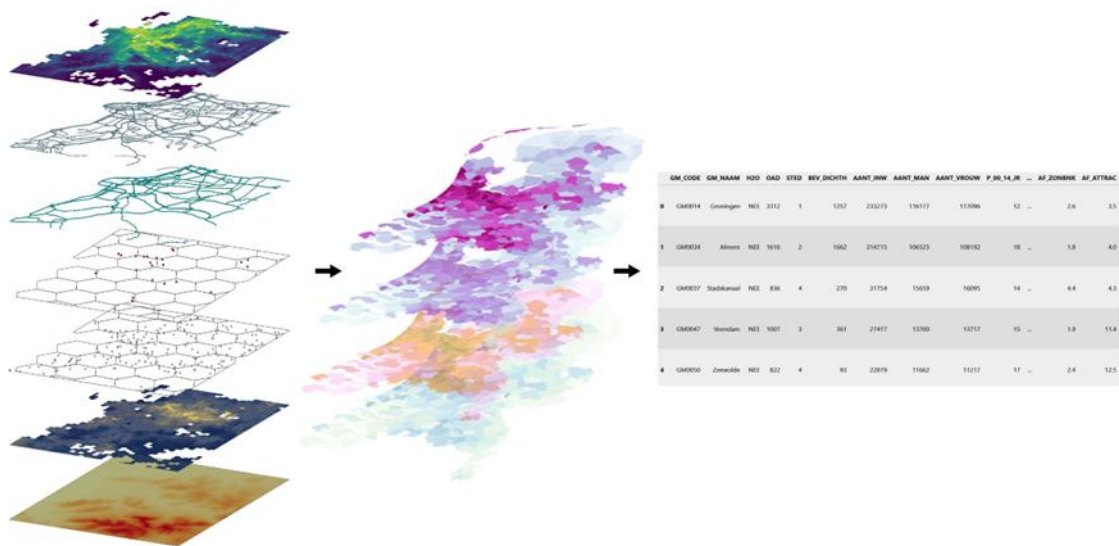 GM_CODE GM_NAAM H2O OAD STED BEV_DICHTH AANT_INW AANT_MAN AANT_VROUW P_00_14_JR ... AF_ZONBNK AF_ATTRAC
0 GM0014 Groningen NEE 3312 1 1257 233273 116177 117096 12 ... 2.6 3.5
1 GM0034 Almere NEE 1616 2 1662 214715 106523 108192 18 ... 1.8 4.0
2 GM0037 Stadskanaal NEE 836 4 270 31754 15659 16095 14 ... 4.4 4.3
3 GM0047 Veendam NEE 1007 3 361 27417 13700 13717 15 ... 1.9 11.4
4 GM0050 Zeewolde NEE 822 4 93 22879 11662 11217 17 ... 2.4 12.5